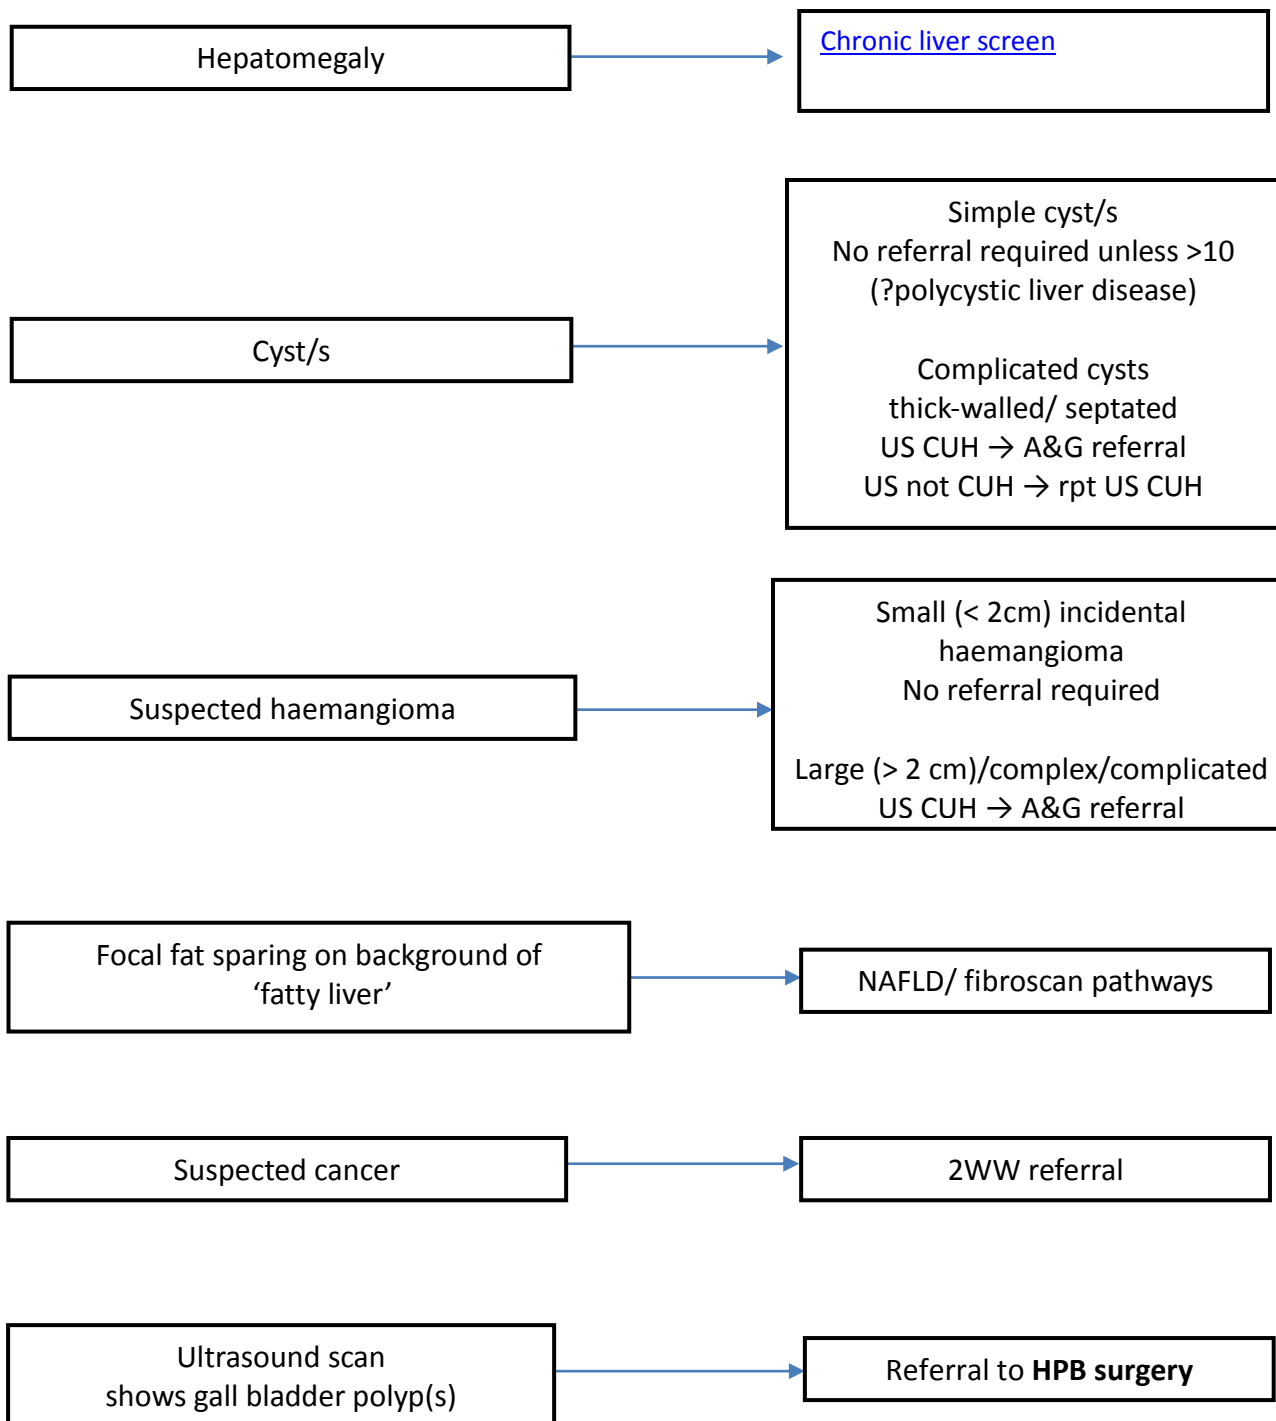 Hepatomegaly
Chronic liver screen
Cyst/s
Simple cyst/s
No referral required unless >10
(?polycystic liver disease)
Complicated cysts
thick-walled/ septated
US CUH → A&G referral
US not CUH → rpt US CUH
Suspected haemangioma
Small (< 2cm) incidental
haemangioma
No referral required
Large (> 2 cm)/complex/complicated
US CUH → A&G referral
Focal fat sparing on background of
‘fatty liver’
NAFLD/ fibroscan pathways
Suspected cancer
2WW referral
Ultrasound scan
shows gall bladder polyp(s)
Referral to HPB surgery